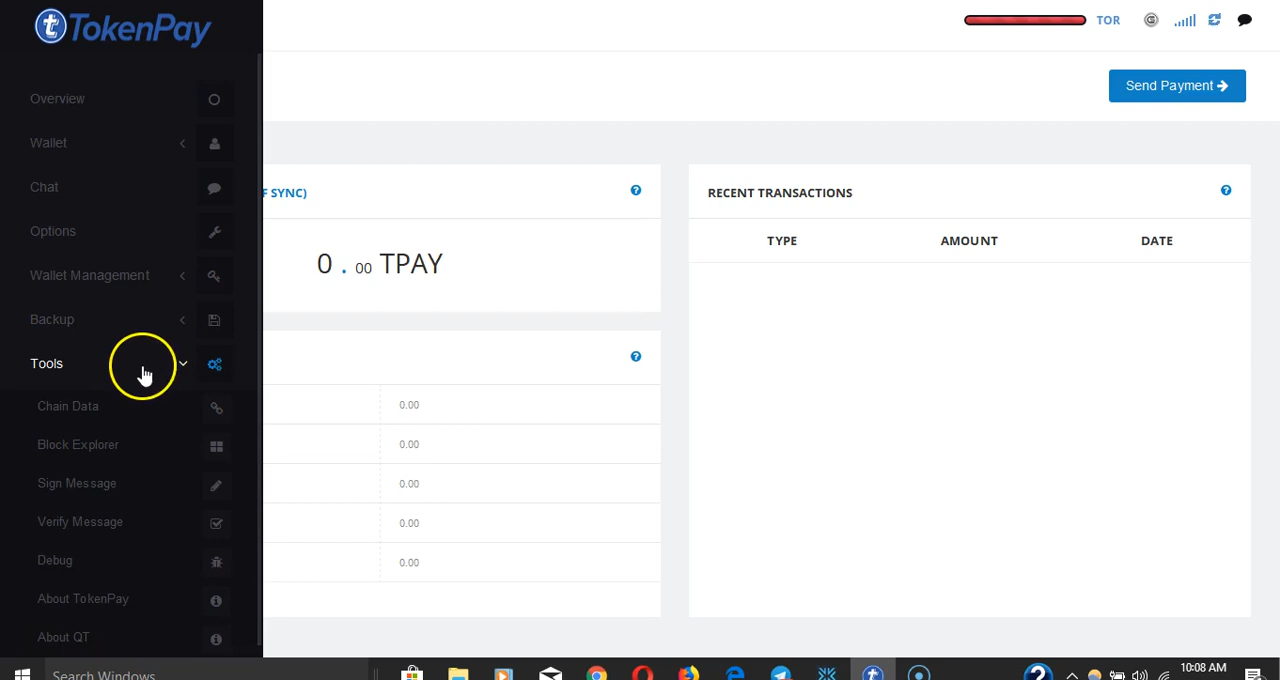 TokenPay
TOR
Overview
Send Payment
Wallet
Chat
F SYNC)
RECENT TRANSACTIONS
Options
TYPE AMOUNT DATE
0 . 00 TPAY
Wallet Management
Backup
Tools
Chain Data
0.00
Block Explorer
0.00
Sign Message
0.00
Verify Message
0.00
Debug
0.00
About TokenPay
About QT
Search Windows
10:08 AM